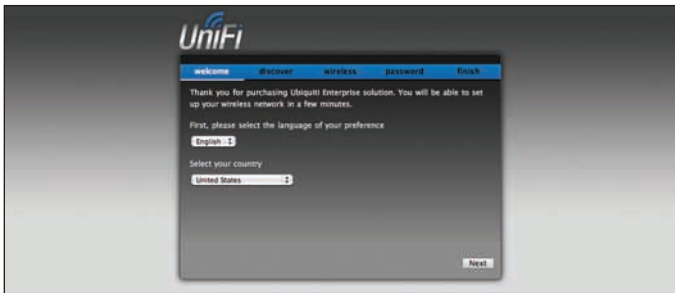 UniFi
welcome discover wireless password finish
Thank you for purchasing Ubiquiti Enterprise solution. You will be able to set
up your wireless network in a few minutes.
First, please select the language of your preference
English
Select your country
United States
Next